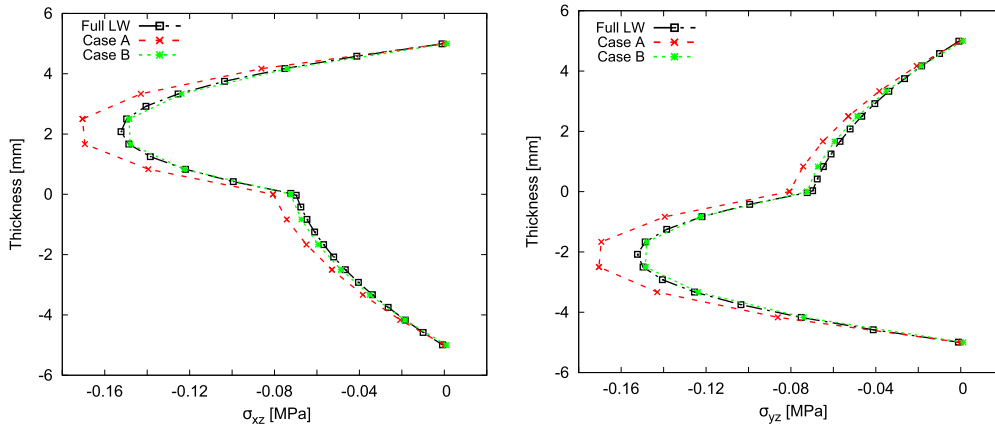 Full LW
Case A
Case B
6
4
2
0
-2
-4
-6
Thickness [mm]
-0.16
-0.12
-0.08
-0.04
0
σxz [MPa]
Full LW
Case A
Case B
6
4
2
0
-2
-4
-6
Thickness [mm]
-0.16
-0.12
-0.08
-0.04
0
σyz [MPa]